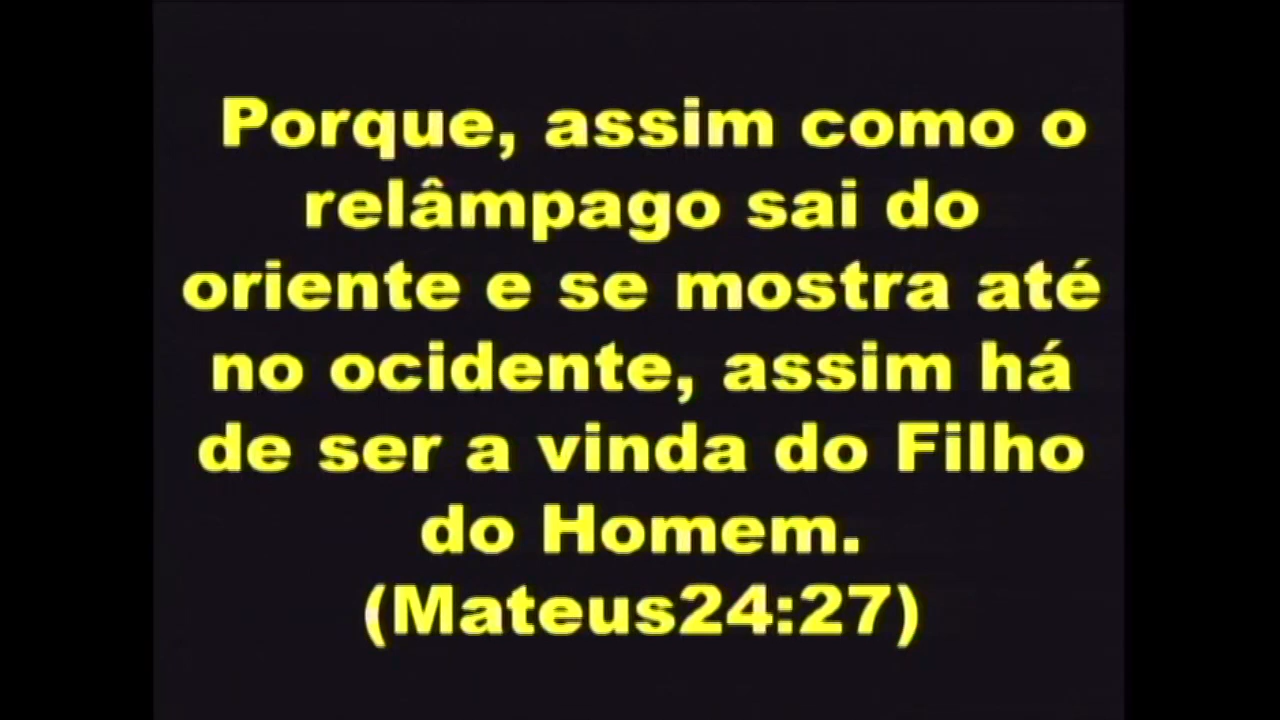 Porque, assim como o
relâmpago sai do
oriente e se mostra até
no ocidente, assim há
de ser a vinda do Filho
do Homem.
(Mateus24:27)